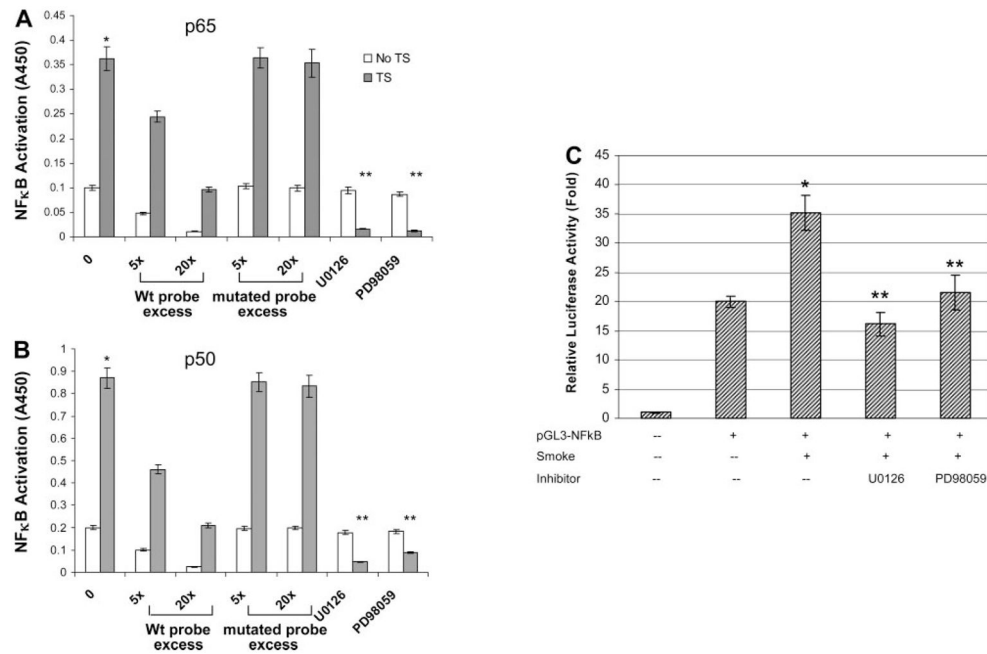 A
p65
NFκB Activation (A450)
0.45
0.4
0.35
0.3
0.25
0.2
0.15
0.1
0.05
0
*
**
**
No TS
TS
0
5x
20x
5x
20x
U0126
PD98059
Wt probe
excess
mutated probe
excess
B
p50
NFκB Activation (A450)
1
0.9
0.8
0.7
0.6
0.5
0.4
0.3
0.2
0.1
0
*
**
**
0
5x
20x
5x
20x
U0126
PD98059
Wt probe
excess
mutated probe
excess
C
Relative Luciferase Activity (Fold)
45
40
35
30
25
20
15
10
5
0
*
**
**
pGL3-NFkB -- + + + +
Smoke -- -- + + +
Inhibitor -- -- -- U0126 PD98059